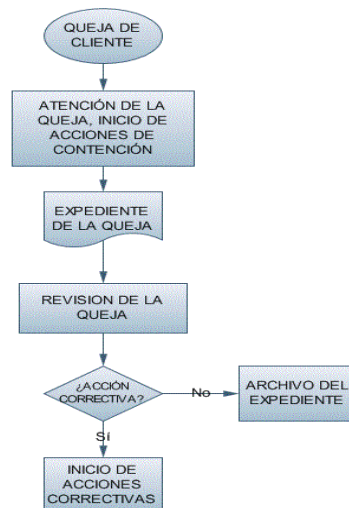 QUEJA DE
CLIENTE
ATENCIÓN DE LA
QUEJA, INICIO DE
ACCIONES DE
CONTENCIÓN
EXPEDIENTE
DE LA QUEJA
REVISION DE LA
QUEJA
¿ACCIÓN
CORRECTIVA?
No
ARCHIVO DEL
EXPEDIENTE
Sí
INICIO DE
ACCIONES
CORRECTIVAS